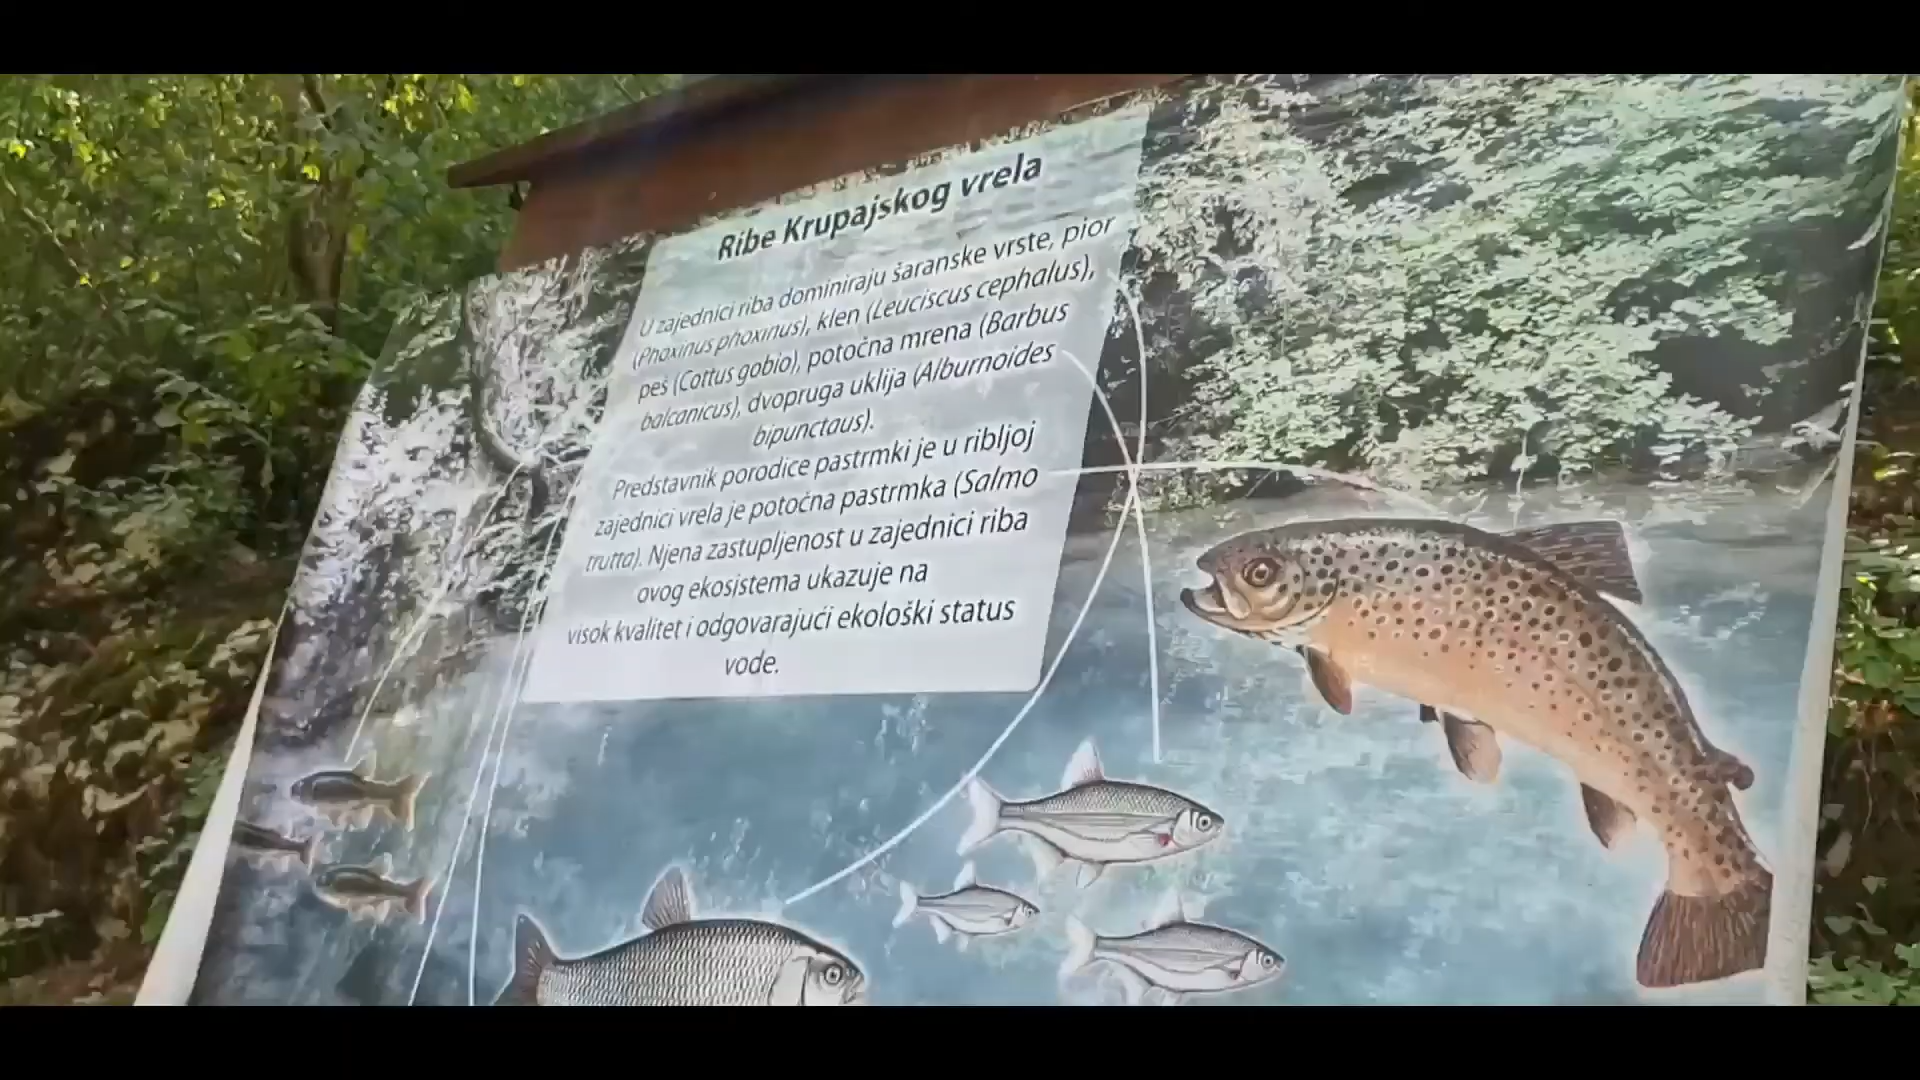 Ribe Krupajskog vrela
U zajednici riba dominiraju šaranske vrste, pior
(Phoxinus phoxinus), klen (Leuciscus cephalus),
peš (Cottus gobio), potočna mrena (Barbus
balcanicus), dvopruga uklija (Alburnoides
bipunctaus).
Predstavnik porodice pastrmki je u ribljoj
zajednici vrela je potočna pastrmka (Salmo
trutta). Njena zastupljenost u zajednici riba
ovog ekosistema ukazuje na
visok kvalitet i odgovarajući ekološki status
vode.